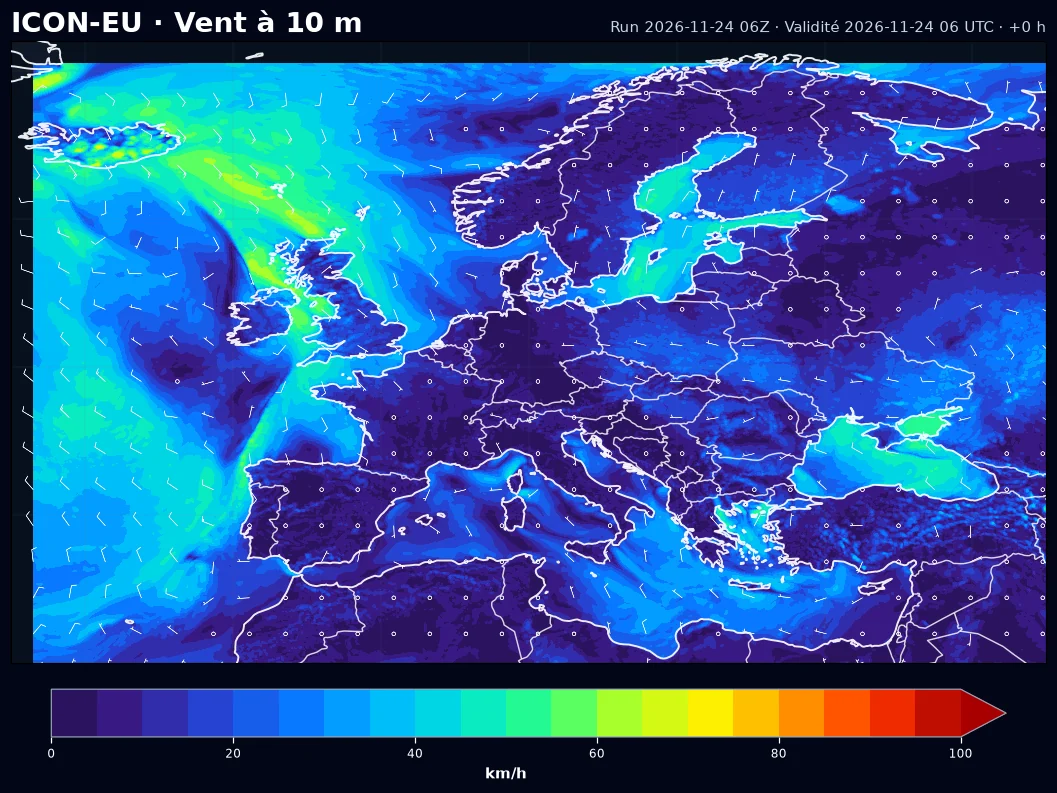 ICON-EU · Vent à 10 m
Run 2026-11-24 06Z · Validité 2026-11-24 06 UTC · +0 h
0 20 40 60 80 100
km/h